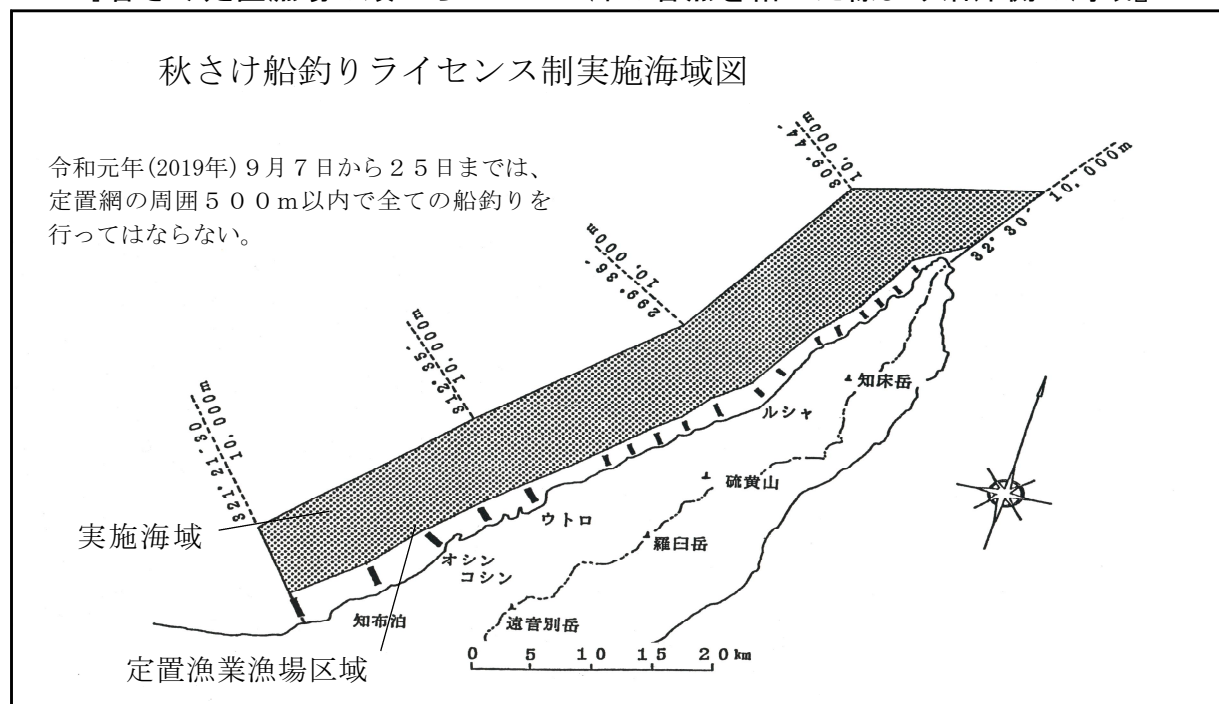 秋さけ船釣りライセンス制実施海域図
令和元年(2019年)９月７日から２５日までは、
定置網の周囲５００ｍ以内で全ての船釣りを
行ってはならない。
309°44′
10,000m
10,000m
32°30′
299°36′
10,000m
312°35′
10,000m
321°21′30
10,000m
知床岳
ルシャ
硫黄山
ウトロ
羅臼岳
実施海域
オシン
コシン
知布泊
遠音別岳
定置漁業漁場区域
0 5 10 15 20km